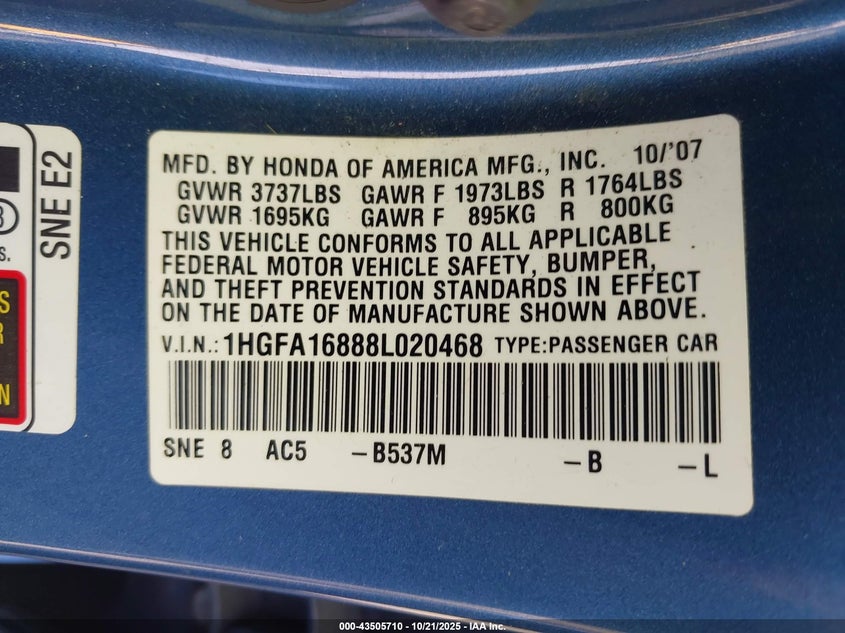 SNE E2
3
S.
S
R
N
MFD. BY HONDA OF AMERICA MFG., INC. 10/'07
GVWR 3737LBS GAWR F 1973LBS R 1764LBS
GVWR 1695KG GAWR F 895KG R 800KG
THIS VEHICLE CONFORMS TO ALL APPLICABLE
FEDERAL MOTOR VEHICLE SAFETY, BUMPER,
AND THEFT PREVENTION STANDARDS IN EFFECT
ON THE DATE OF MANUFACTURE SHOWN ABOVE.
V.I.N.: 1HGFA16888L020468 TYPE:PASSENGER CAR
SNE 8 AC5 -B537M -B -L
000-43505710 - 10/21/2025 - IAA Inc.